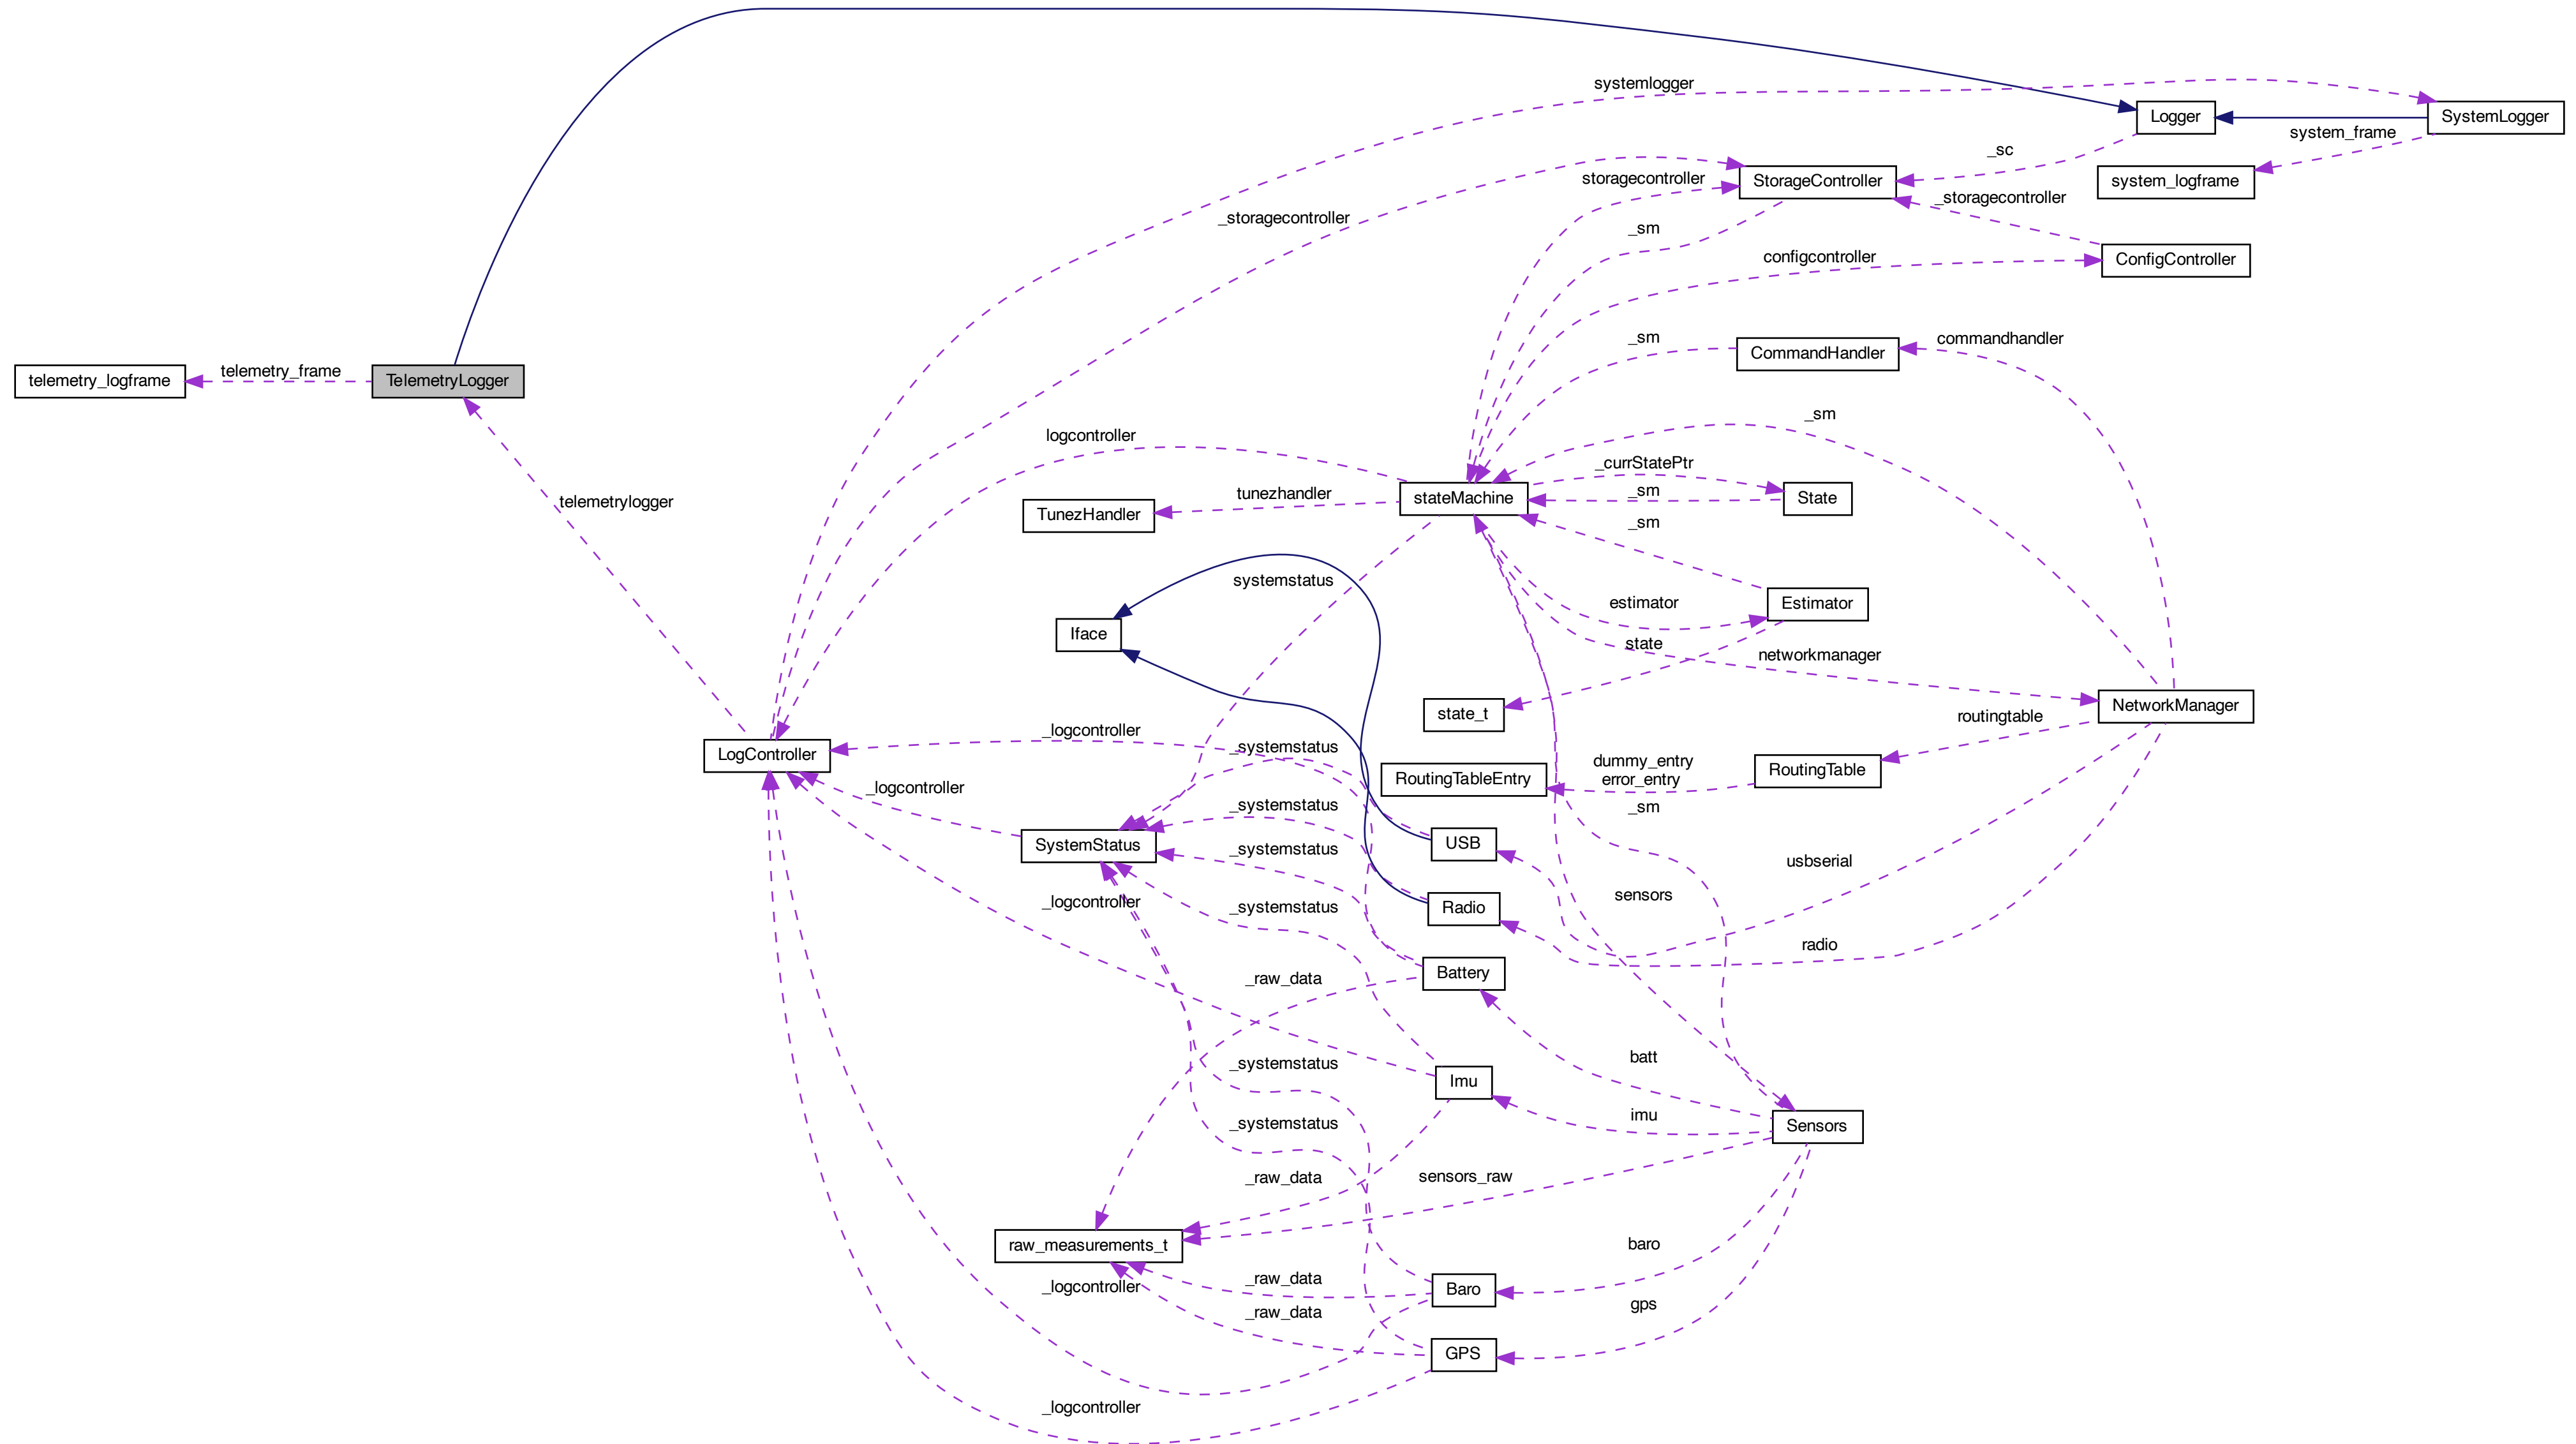 systemlogger
Logger
SystemLogger
system_frame
_sc
storagecontroller
StorageController
system_logframe
_storagecontroller
_storagecontroller
_sm
configcontroller
ConfigController
_sm
CommandHandler
commandhandler
telemetry_logframe
telemetry_frame
TelemetryLogger
_sm
logcontroller
_currStatePtr
tunezhandler
stateMachine
_sm
State
telemetrylogger
TunezHandler
_sm
systemstatus
estimator
Estimator
Iface
state
networkmanager
state_t
NetworkManager
routingtable
_logcontroller
_systemstatus
LogController
dummy_entry
error_entry
RoutingTableEntry
RoutingTable
_logcontroller
_systemstatus
_sm
SystemStatus
_systemstatus
USB
usbserial
_logcontroller
_systemstatus
Radio
sensors
radio
_raw_data
Battery
_systemstatus
batt
Imu
imu
_systemstatus
Sensors
_raw_data
sensors_raw
raw_measurements_t
baro
_logcontroller
_raw_data
Baro
_raw_data
gps
GPS
_logcontroller